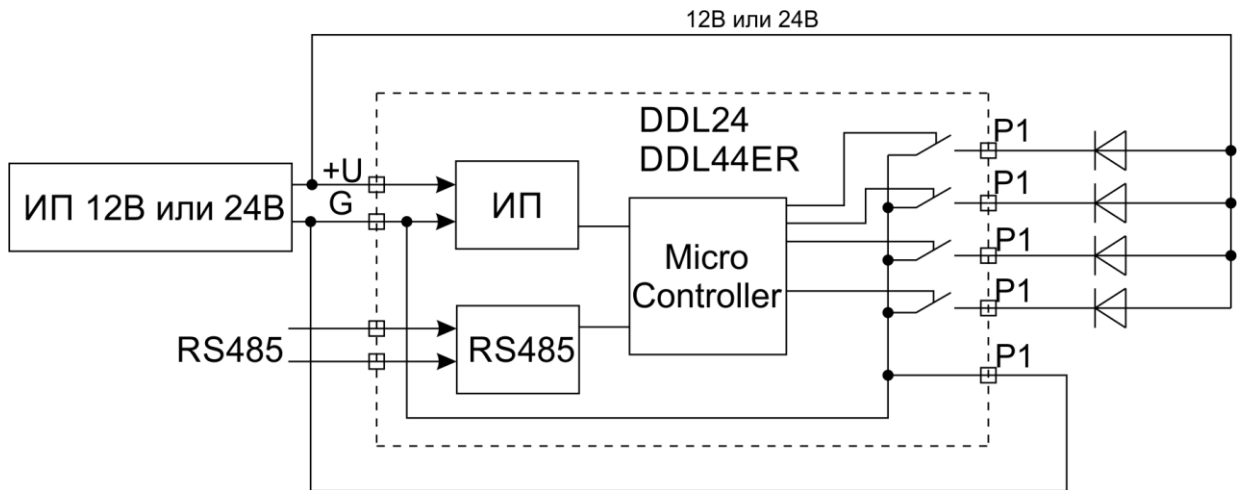 12В или 24В
DDL24
DDL44ER
P1
+U
G
ИП 12В или 24В
ИП
P1
Micro
Controller
P1
P1
RS485
RS485
P1